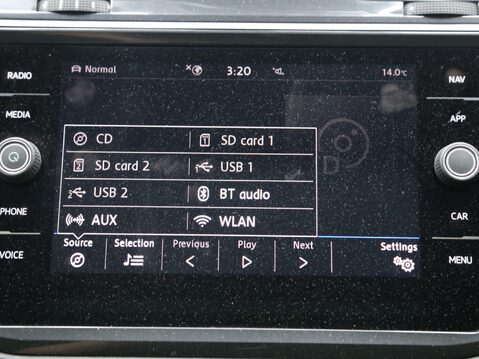 RADIO
MEDIA
PHONE
VOICE
Normal 3:20 14.0°C
CD SD card 1
SD card 2 USB 1
USB 2 BT audio
AUX WLAN
Source Selection Previous Play Next Settings
NAV
APP
CAR
MENU